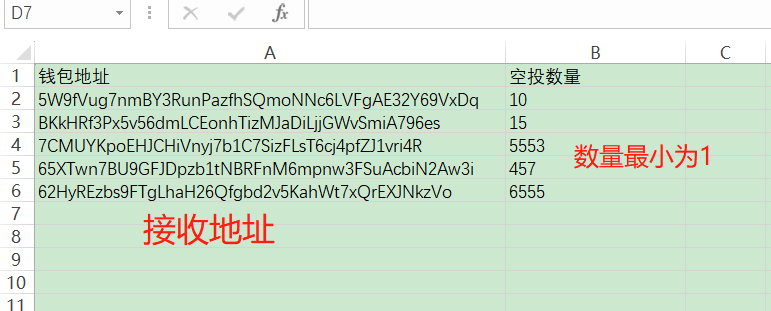 D7 fx
A B C
1 钱包地址 空投数量
2 5W9fVug7nmBY3RunPazfhSQmoNNc6LVFgAE32Y69VxDq 10
3 BKkHRf3Px5v56dmLCEonhTizMJaDiLjjGWvSmiA796es 15
4 7CMUYKpoEHJCHiVnyj7b1C7SizFLsT6cj4pfZJ1vri4R 5553
数量最小为1
5 65XTwn7BU9GFJDpzb1tNBRFnM6mpnw3FSuAcbiN2Aw3i 457
6 62HyREzbs9FTgLhaH26Qfgbd2v5KahWt7xQrEXJNkzVo 6555
7
接收地址
8
9
10
11